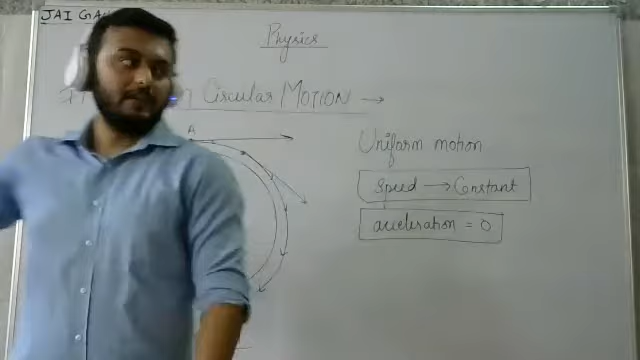 JAI GA
Physics
Circular MOTION →
A
Uniform motion
Speed → Constant
acceleration = 0